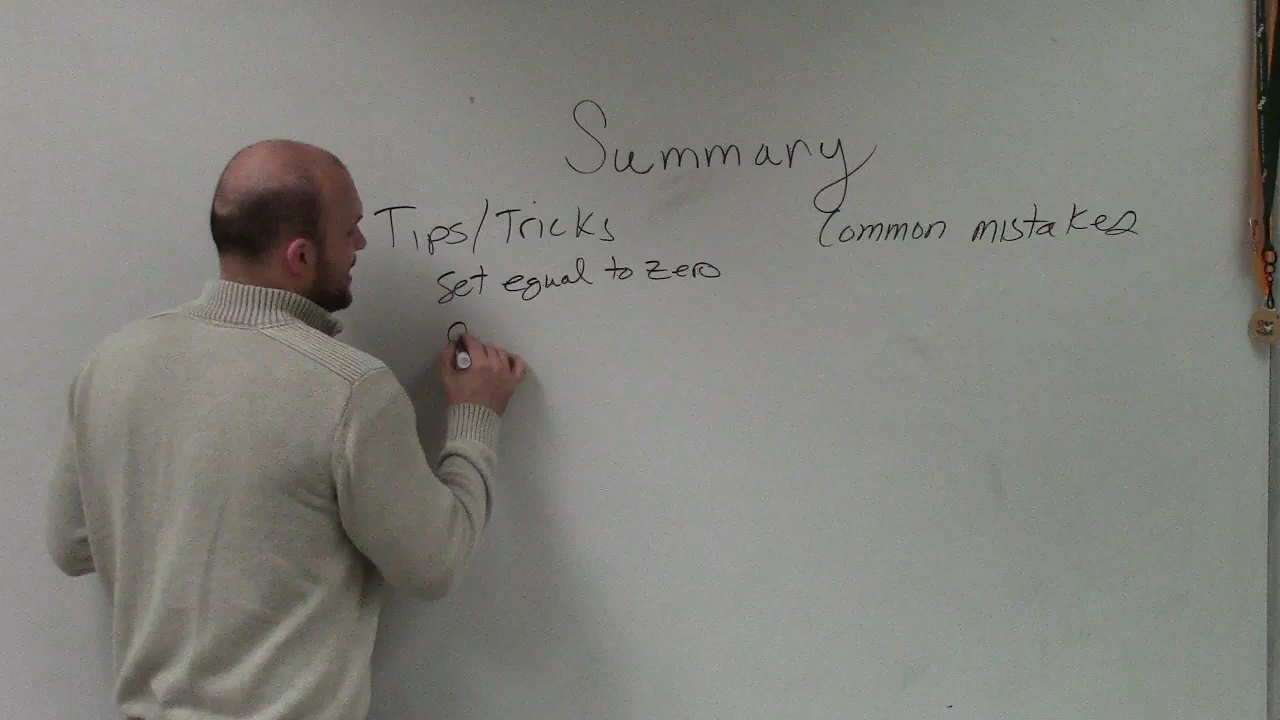 Summary
Tips/Tricks
Common mistakes
set equal to zero